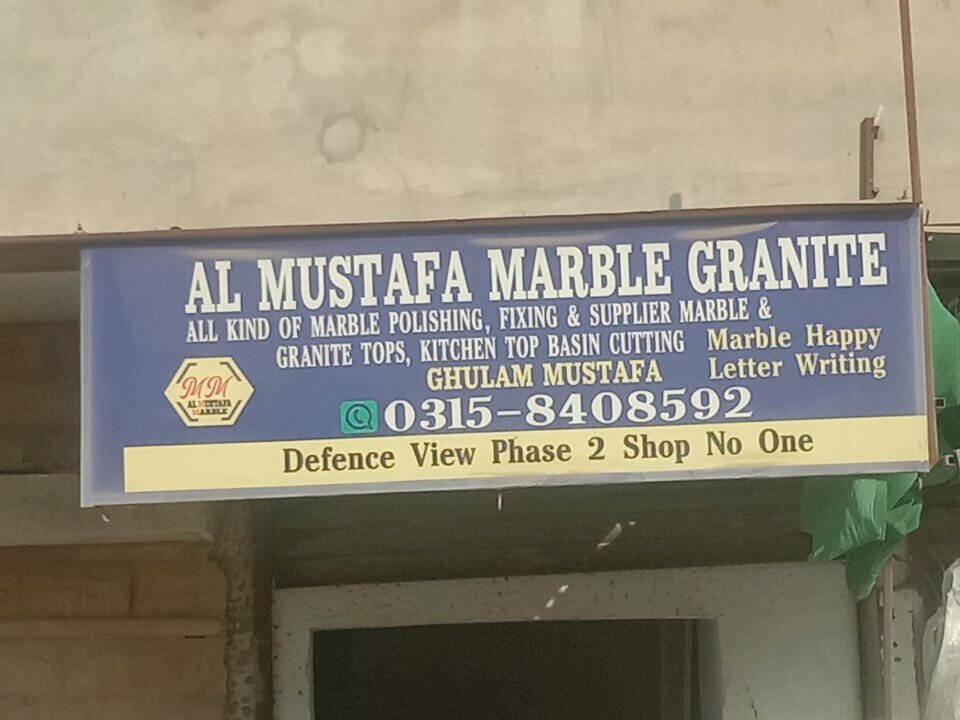 AL MUSTAFA MARBLE GRANITE
ALL KIND OF MARBLE POLISHING, FIXING & SUPPLIER MARBLE &
GRANITE TOPS, KITCHEN TOP BASIN CUTTING
Marble Happy
Letter Writing
GHULAM MUSTAFA
MM
AL MUSTAFA
MARBLE
0315-8408592
Defence View Phase 2 Shop No One